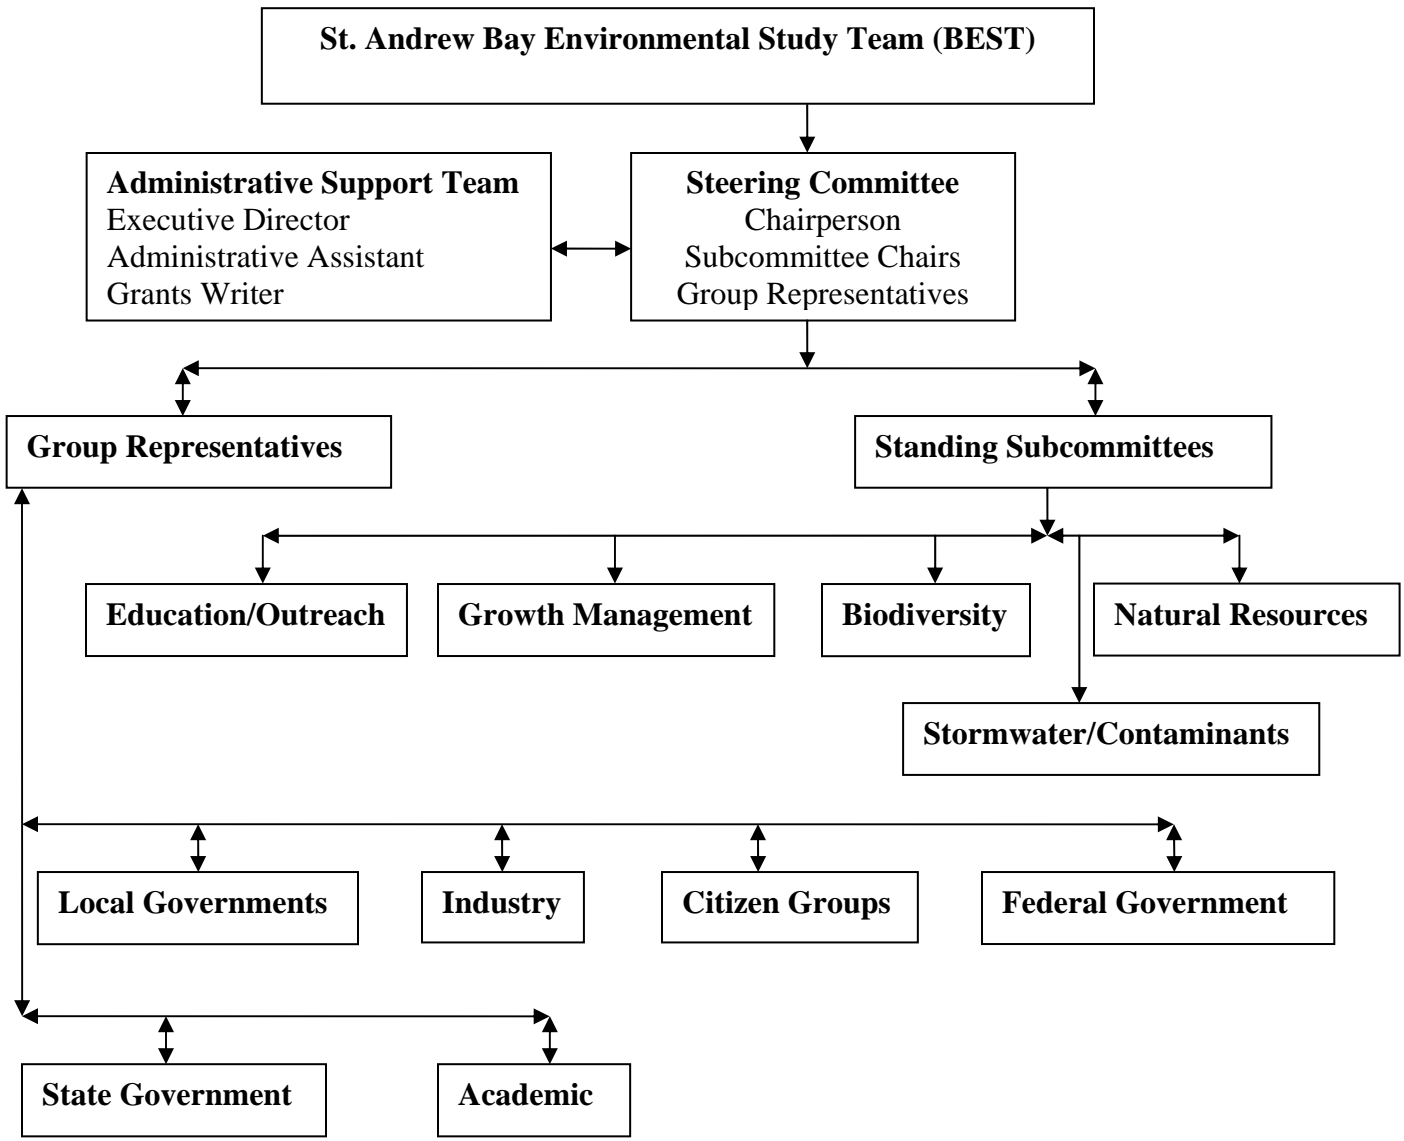 St. Andrew Bay Environmental Study Team (BEST)
Administrative Support Team
Executive Director
Administrative Assistant
Grants Writer
Steering Committee
Chairperson
Subcommittee Chairs
Group Representatives
Group Representatives
Standing Subcommittees
Education/Outreach
Growth Management
Biodiversity
Natural Resources
Stormwater/Contaminants
Local Governments
Industry
Citizen Groups
Federal Government
State Government
Academic